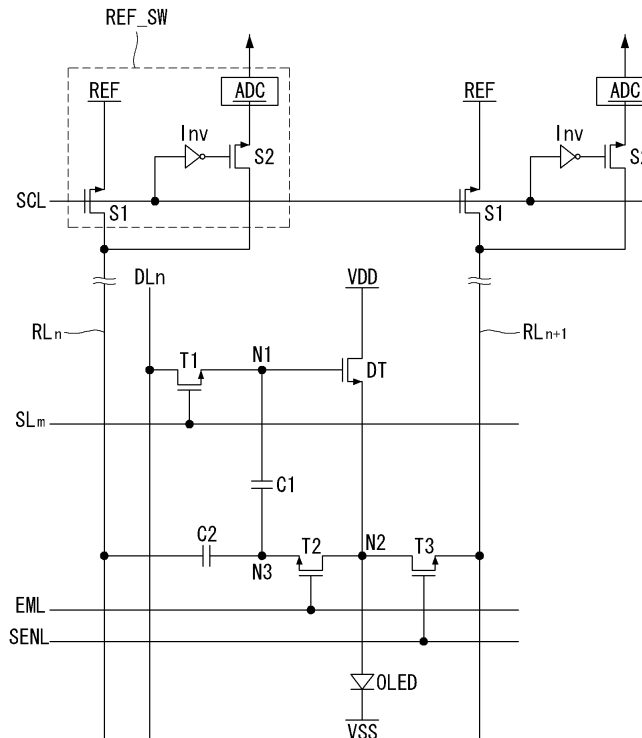 REF_SW
REF
ADC
REF
ADC
Inv
S2
Inv
S2
SCL
S1
S1
DLn
VDD
RLn
RLn+1
T1
N1
DT
SLm
C1
C2
N3
T2
N2
T3
EML
SENL
OLED
VSS